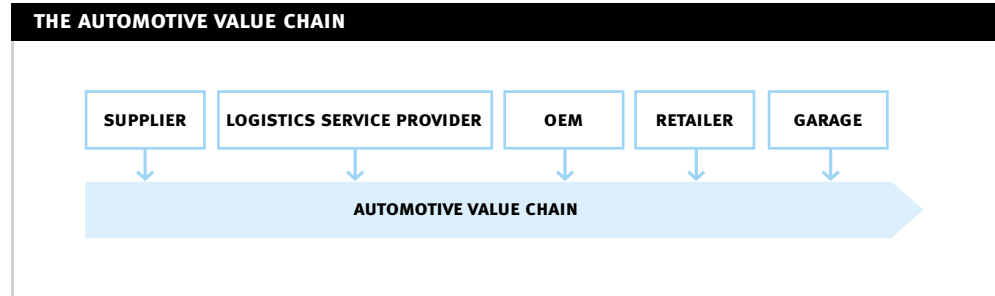 THE AUTOMOTIVE VALUE CHAIN
SUPPLIER
LOGISTICS SERVICE PROVIDER
OEM
RETAILER
GARAGE
AUTOMOTIVE VALUE CHAIN